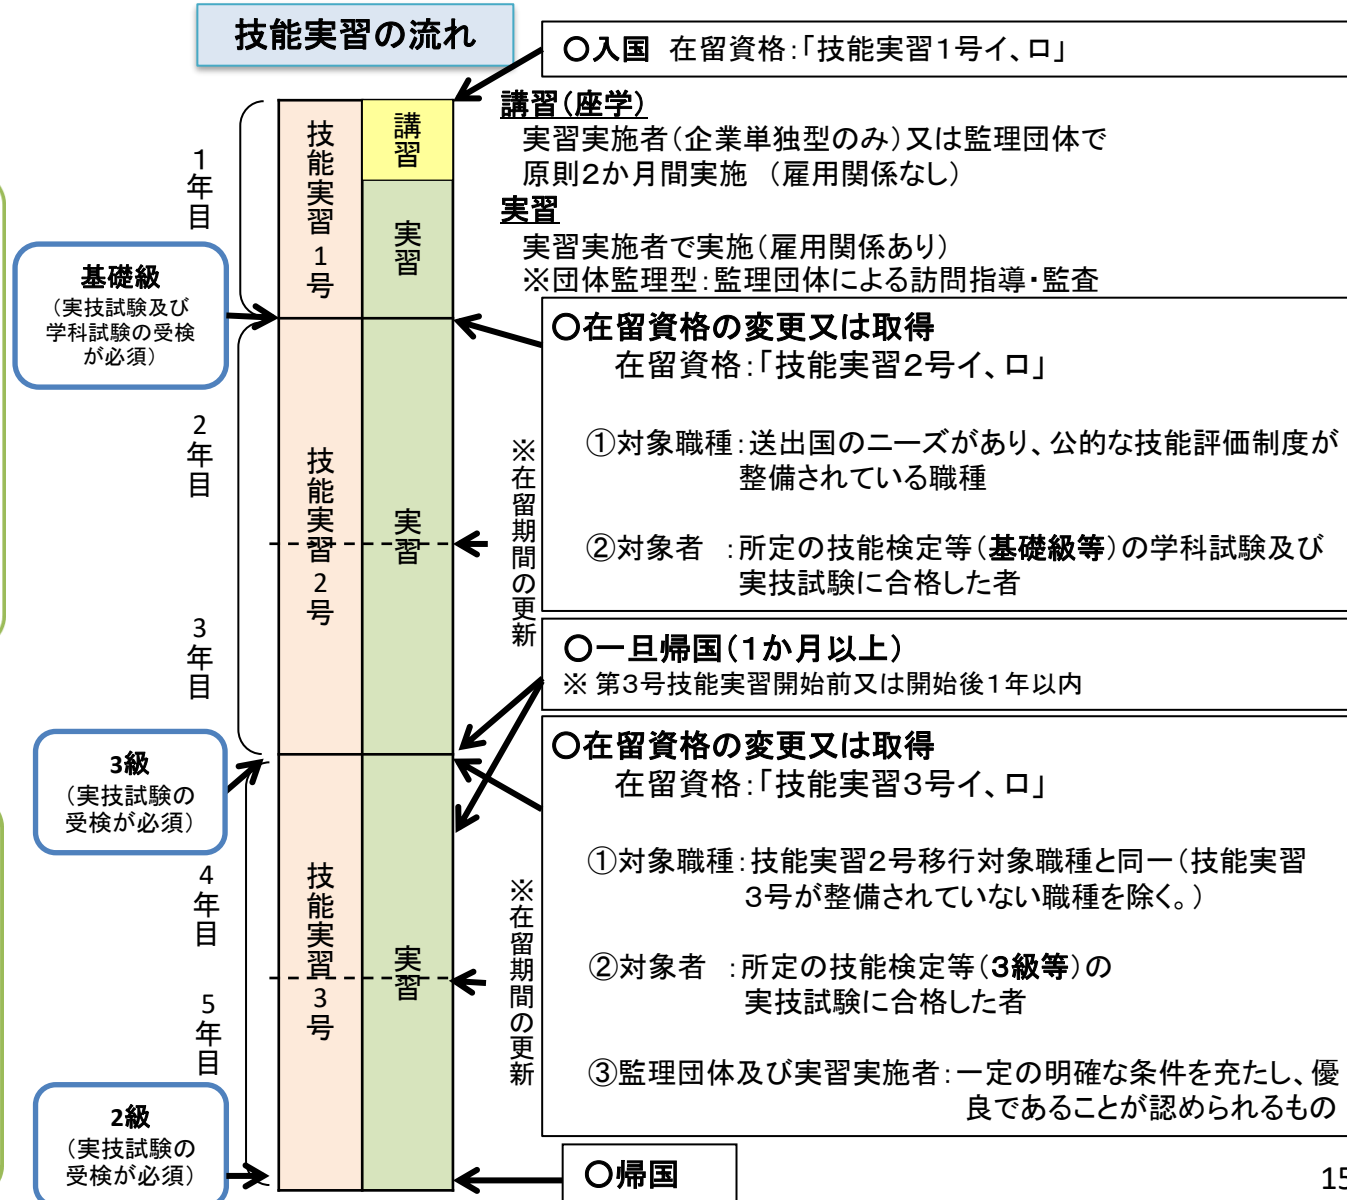 技能実習の流れ
○入国 在留資格:「技能実習1号イ、ロ」
講習(座学)
実習実施者(企業単独型のみ)又は監理団体で
原則2か月間実施 (雇用関係なし)
実習
実習実施者で実施(雇用関係あり)
※団体監理型:監理団体による訪問指導・監査
1年目
技能実習1号
講習
実習
基礎級
(実技試験及び
学科試験の受検
が必須)
○在留資格の変更又は取得
在留資格:「技能実習2号イ、ロ」
①対象職種:送出国のニーズがあり、公的な技能評価制度が
整備されている職種
②対象者 :所定の技能検定等(基礎級等)の学科試験及び
実技試験に合格した者
2年目
技能実習2号
実習
※在留期間の更新
3年目
○一旦帰国(1か月以上)
※ 第3号技能実習開始前又は開始後1年以内
3級
(実技試験の
受検が必須)
○在留資格の変更又は取得
在留資格:「技能実習3号イ、ロ」
①対象職種:技能実習2号移行対象職種と同一(技能実習
3号が整備されていない職種を除く。)
②対象者 :所定の技能検定等(3級等)の
実技試験に合格した者
③監理団体及び実習実施者:一定の明確な条件を充たし、優
良であることが認められるもの
4年目
技能実習3号
実習
※在留期間の更新
5年目
2級
(実技試験の
受検が必須)
○帰国
15